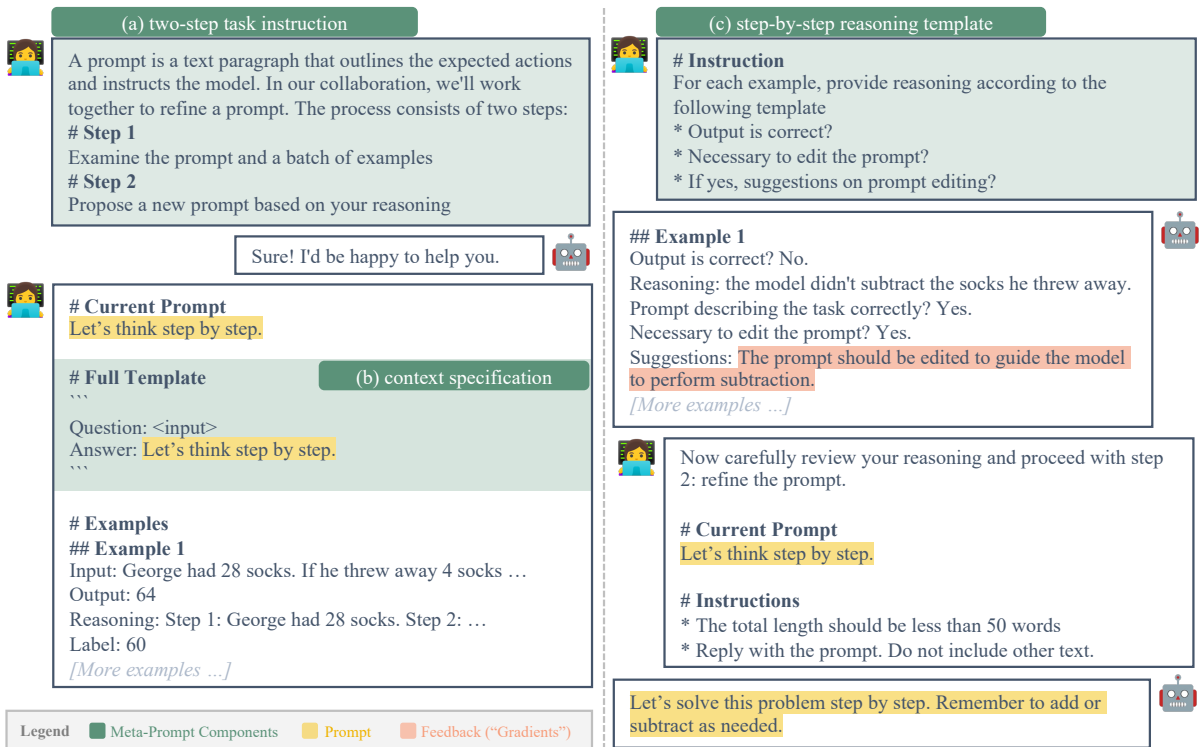 (a) two-step task instruction
A prompt is a text paragraph that outlines the expected actions
and instructs the model. In our collaboration, we'll work
together to refine a prompt. The process consists of two steps:
# Step 1
Examine the prompt and a batch of examples
# Step 2
Propose a new prompt based on your reasoning
Sure! I'd be happy to help you.
# Current Prompt
Let’s think step by step.
# Full Template
(b) context specification
```
Question: <input>
Answer: Let’s think step by step.
```
# Examples
## Example 1
Input: George had 28 socks. If he threw away 4 socks …
Output: 64
Reasoning: Step 1: George had 28 socks. Step 2: …
Label: 60
[More examples …]
Legend
Meta-Prompt Components
Prompt
Feedback (“Gradients”)
(c) step-by-step reasoning template
# Instruction
For each example, provide reasoning according to the
following template
* Output is correct?
* Necessary to edit the prompt?
* If yes, suggestions on prompt editing?
## Example 1
Output is correct? No.
Reasoning: the model didn't subtract the socks he threw away.
Prompt describing the task correctly? Yes.
Necessary to edit the prompt? Yes.
Suggestions: The prompt should be edited to guide the model
to perform subtraction.
[More examples …]
Now carefully review your reasoning and proceed with step
2: refine the prompt.
# Current Prompt
Let’s think step by step.
# Instructions
* The total length should be less than 50 words
* Reply with the prompt. Do not include other text.
Let’s solve this problem step by step. Remember to add or
subtract as needed.